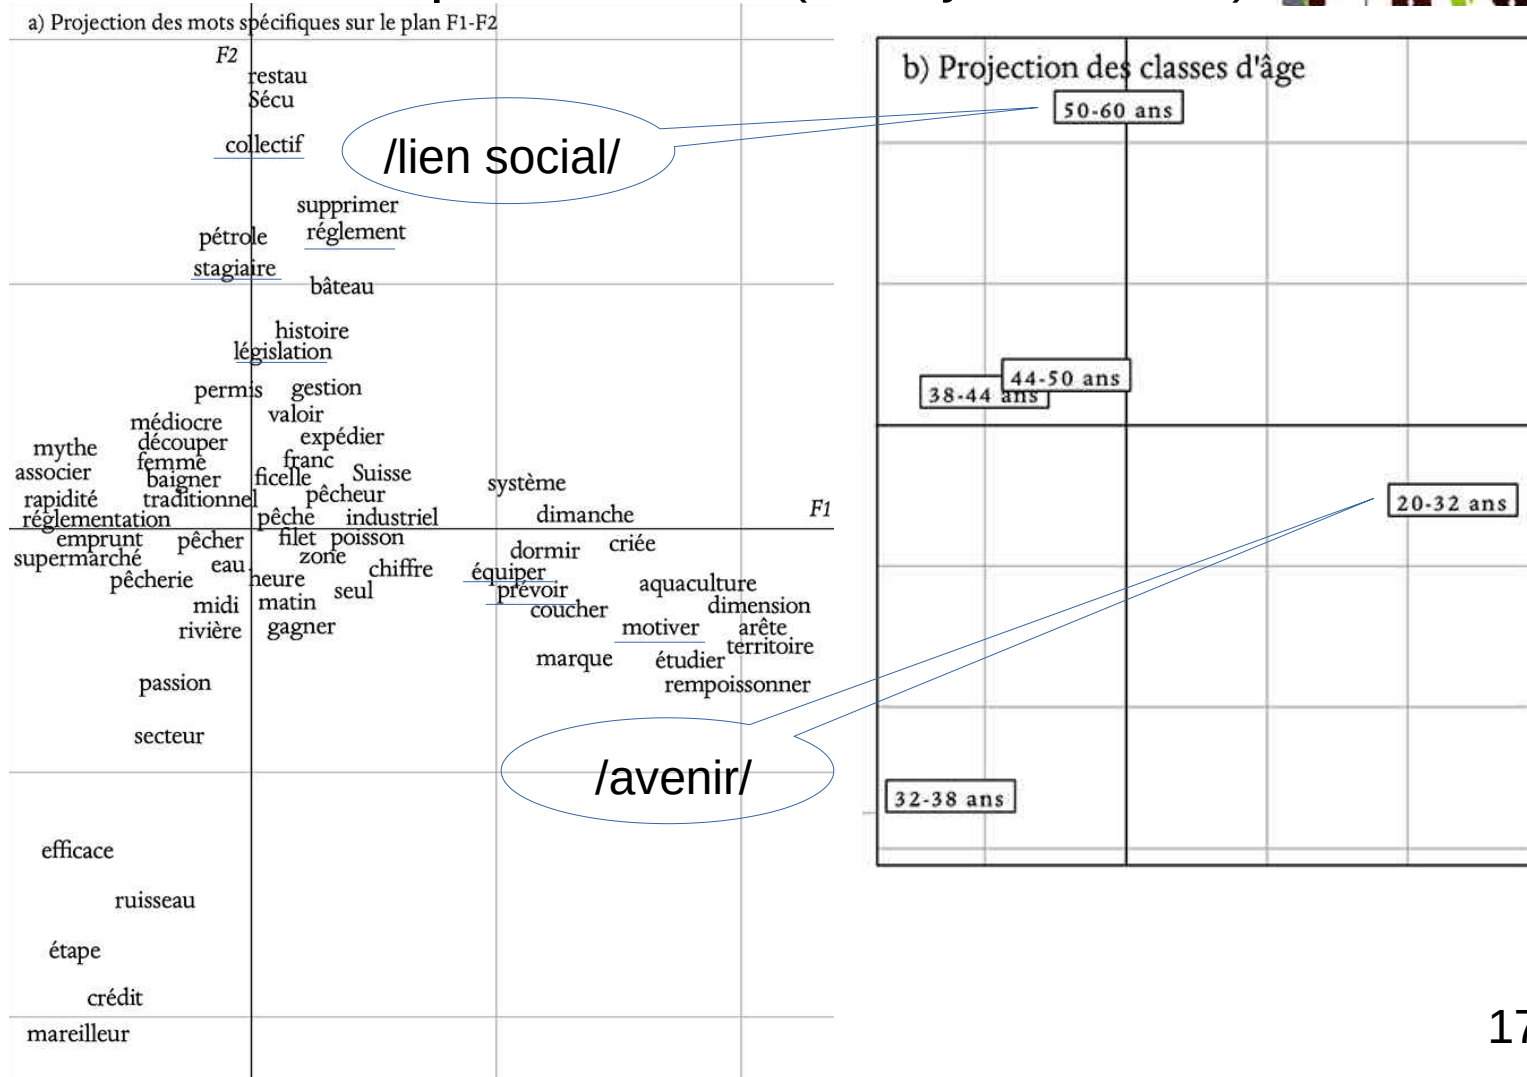 a) Projection des mots spécifiques sur le plan F1-F2
F2
restau
Sécu
collectif
/lien social/
supprimer
réglement
pétrole
stagiaire
bâteau
histoire
législation
permis gestion
valoir
médiocre
découper expédier
mythe
femme franc
associer
baigner ficelle Suisse
système
rapidité traditionnel pêcheur
F1
réglementation pêche industriel dimanche
emprunt pêcher filet poisson
criée
supermarché zone dormir
eau chiffre équiper
pêcherie heure seul prévoir aquaculture
midi matin coucher dimension
rivière gagner motiver arête
territoire
marque étudier
passion rempoissonner
secteur
/avenir/
efficace
ruisseau
étape
crédit
mareilleur
b) Projection des classes d'âge
50-60 ans
44-50 ans
38-44 ans
20-32 ans
32-38 ans
17